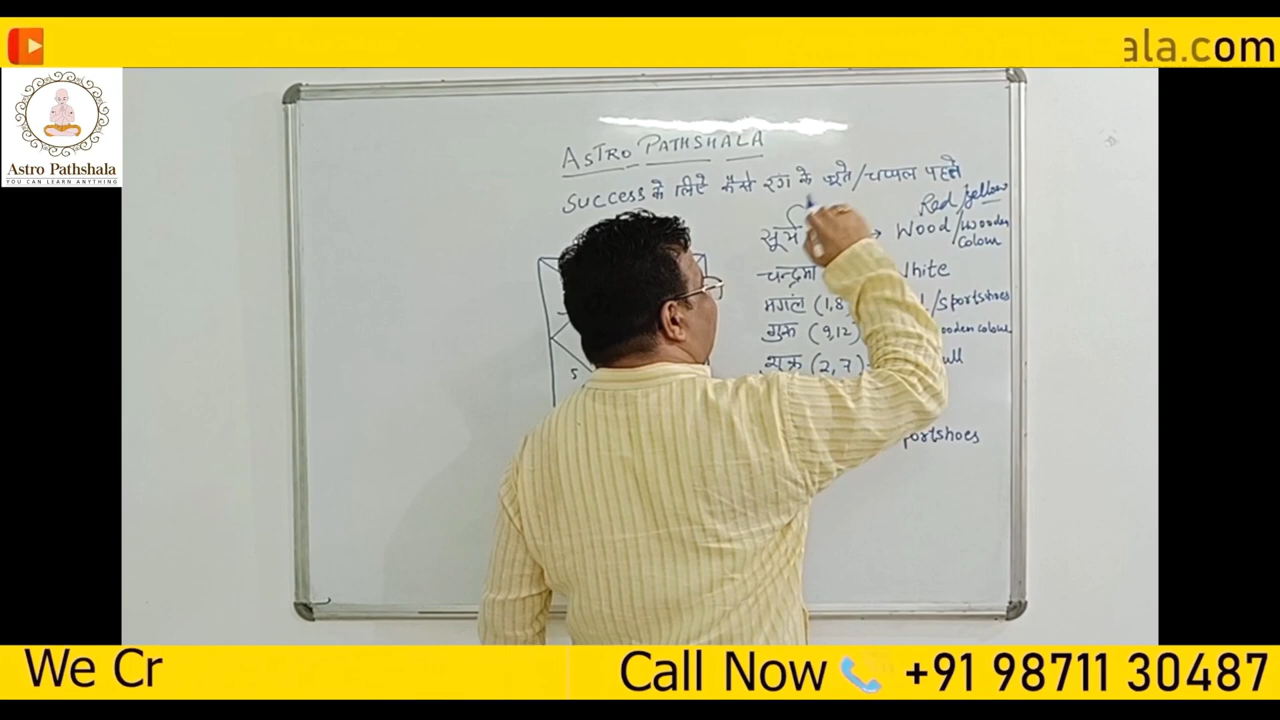 ala.com
Astro Pathshala
YOU CAN LEARN ANYTHING
ASTRO PATHSHALA
Success के लिए कैसे रंग के जूते/चप्पल पहने
Red/yellow
सूर्य → Wood/wooden
colour
चन्द्रमा white
मंगल (1,8 /Sportshoes
गुरू (9,12) ooden colour
शुक्र (2,7) ull
5
portshoes
We Cr
Call Now +91 98711 30487